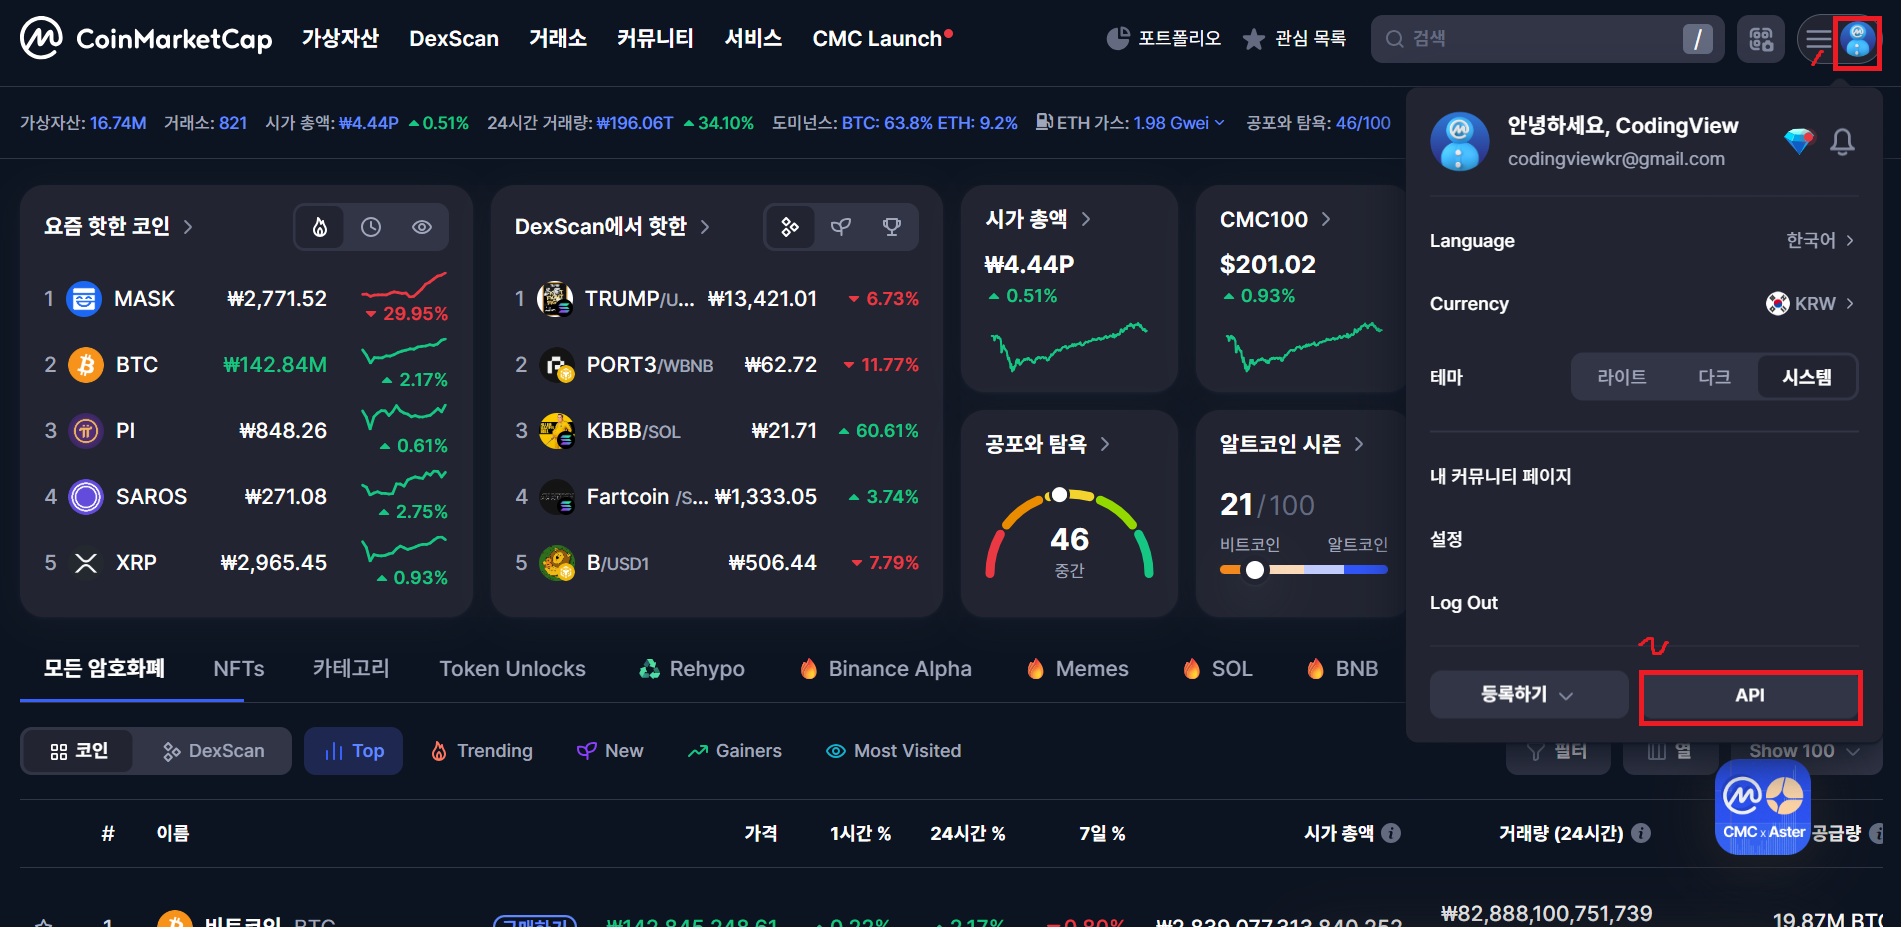 CoinMarketCap 가상자산 DexScan 거래소 커뮤니티 서비스 CMC Launch 포트폴리오 관심 목록 검색 /
가상자산: 16.74M 거래소: 821 시가 총액: ₩4.44P 0.51% 24시간 거래량: ₩196.06T 34.10% 도미넌스: BTC: 63.8% ETH: 9.2% ETH 가스: 1.98 Gwei 공포와 탐욕: 46/100
요즘 핫한 코인
1 MASK ₩2,771.52 29.95%
2 BTC ₩142.84M 2.17%
3 PI ₩848.26 0.61%
4 SAROS ₩271.08 2.75%
5 XRP ₩2,965.45 0.93%
DexScan에서 핫한
1 TRUMP/U... ₩13,421.01 6.73%
2 PORT3/WBNB ₩62.72 11.77%
3 KBBB/SOL ₩21.71 60.61%
4 Fartcoin /S... ₩1,333.05 3.74%
5 B/USD1 ₩506.44 7.79%
시가 총액
₩4.44P
0.51%
CMC100
$201.02
0.93%
공포와 탐욕
46
중간
알트코인 시즌
21/100
비트코인 알트코인
안녕하세요, CodingView
codingviewkr@gmail.com
Language 한국어
Currency KRW
테마 라이트 다크 시스템
내 커뮤니티 페이지
설정
Log Out
등록하기 API
모든 암호화폐 NFTs 카테고리 Token Unlocks Rehypo Binance Alpha Memes SOL BNB
코인 DexScan Top Trending New Gainers Most Visited 필터 열 Show 100
CMC x Aster
# 이름 가격 1시간 % 24시간 % 7일 % 시가 총액 거래량 (24시간) 공급량
1 비트코인 BTC 구매하기 ₩142,845,248.61 0.22% 2.17% 0.80% ₩2,839,077,313,840,252 ₩82,888,100,751,739 19.87M BTC